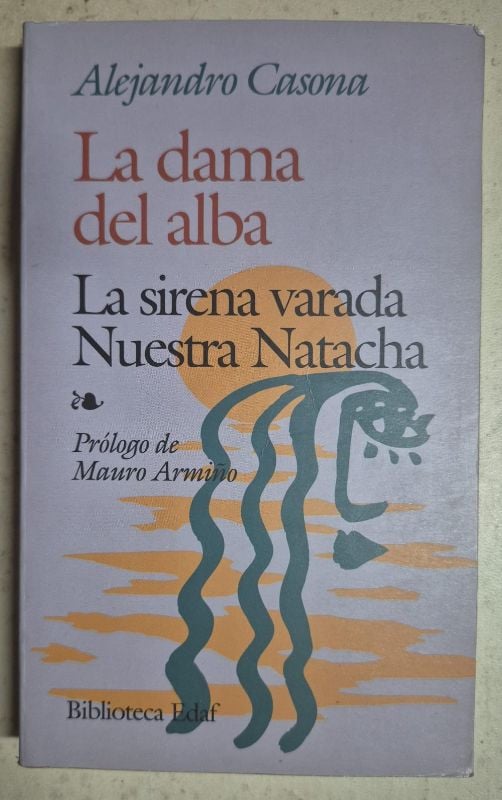 Alejandro Casona
La dama
del alba
La sirena varada
Nuestra Natacha
Prólogo de
Mauro Armiño
Biblioteca Edaf